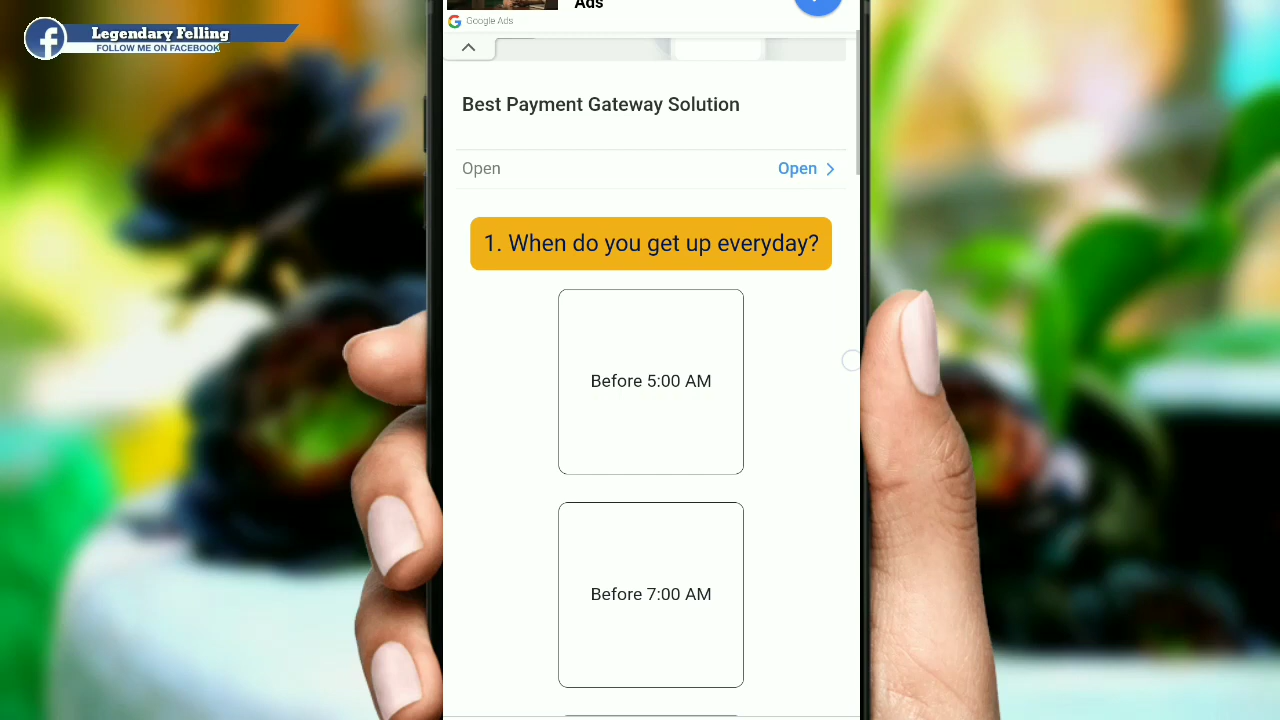 Legendary Felling
FOLLOW ME ON FACEBOOK
Ads
Google Ads
Best Payment Gateway Solution
Open
Open
1. When do you get up everyday?
Before 5:00 AM
Before 7:00 AM